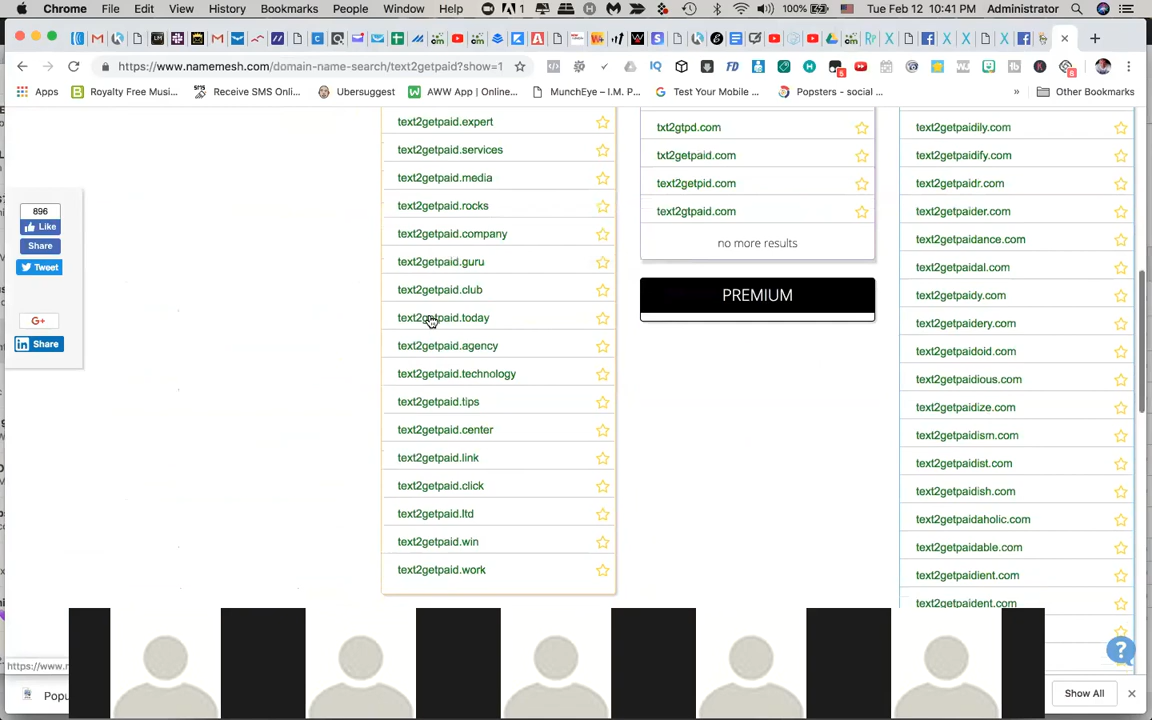 Chrome File Edit View History Bookmarks People Window Help 1 100% Tue Feb 12 10:41 PM Administrator
https://www.namemesh.com/domain-name-search/text2getpaid?show=1
Apps Royalty Free Musi... Receive SMS Onli... Ubersuggest AWW App | Online... MunchEye – I.M. P... Test Your Mobile... Popsters - social ... » Other Bookmarks
896
Like
Share
Tweet
G+
in Share
text2getpaid.expert
text2getpaid.services
text2getpaid.media
text2getpaid.rocks
text2getpaid.company
text2getpaid.guru
text2getpaid.club
text2getpaid.today
text2getpaid.agency
text2getpaid.technology
text2getpaid.tips
text2getpaid.center
text2getpaid.link
text2getpaid.click
text2getpaid.ltd
text2getpaid.win
text2getpaid.work
txt2gtpd.com
txt2getpaid.com
txt2getpid.com
text2gtpaid.com
no more results
PREMIUM
text2getpaidily.com
text2getpaidify.com
text2getpaidr.com
text2getpaider.com
text2getpaidance.com
text2getpaidal.com
text2getpaidy.com
text2getpaidery.com
text2getpaidoid.com
text2getpaidious.com
text2getpaidize.com
text2getpaidism.com
text2getpaidist.com
text2getpaidish.com
text2getpaidaholic.com
text2getpaidable.com
text2getpaidient.com
text2getpaident.com
?
https://www.n
Popu
Show All